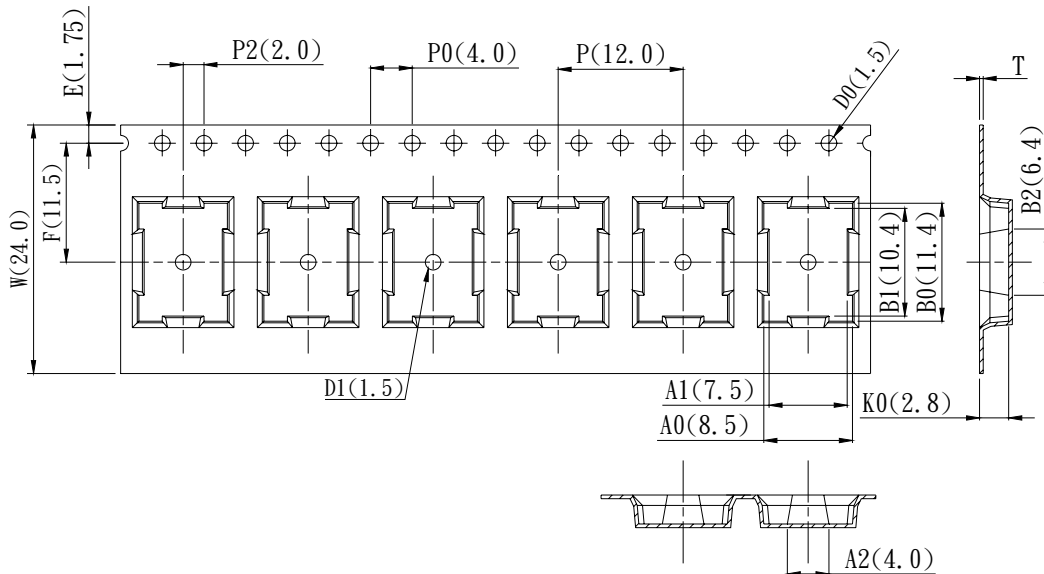 E(1.75)
P2(2.0)
P0(4.0)
P(12.0)
D0(1.5)
T
W(24.0)
F(11.5)
B1(10.4)
B0(11.4)
B2(6.4)
D1(1.5)
A1(7.5)
A0(8.5)
K0(2.8)
A2(4.0)